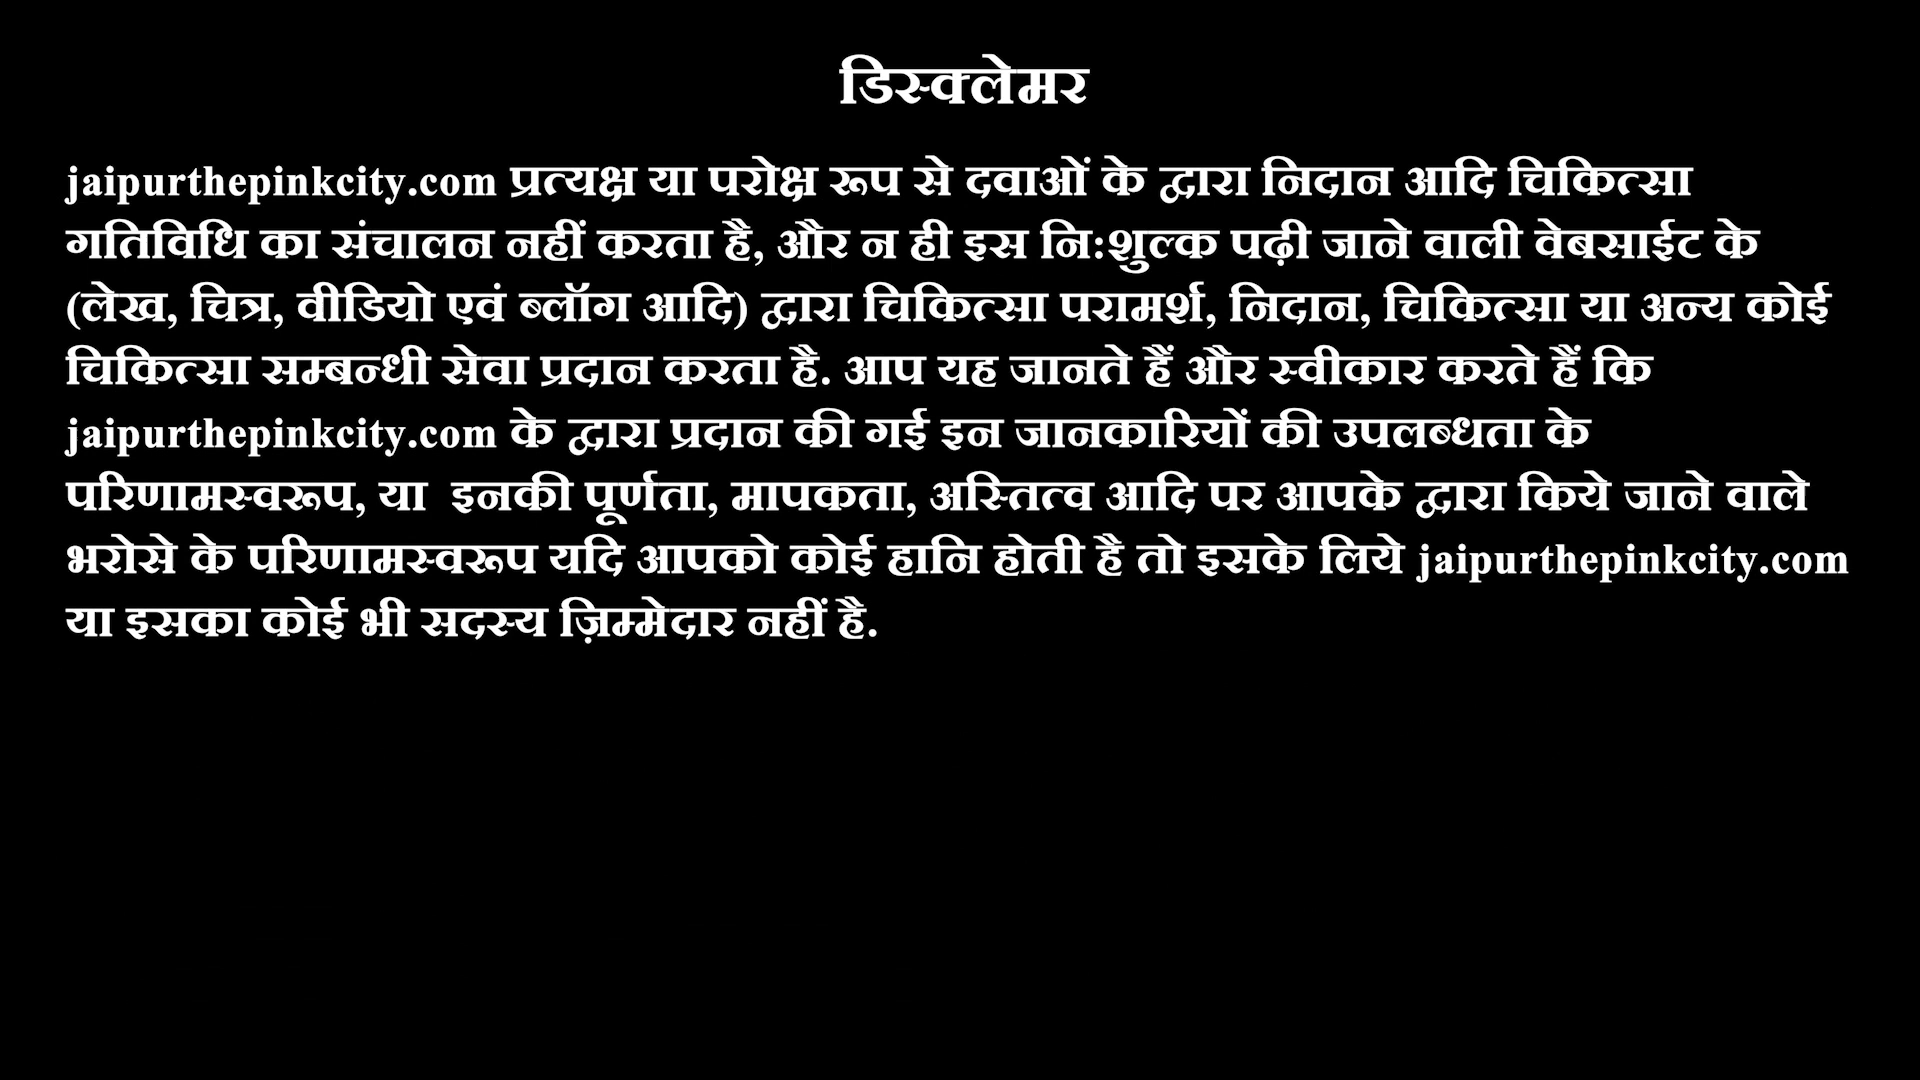 डिस्क्लेमर
jaipurthepinkcity.com प्रत्यक्ष या परोक्ष रूप से दवाओं के द्वारा निदान आदि चिकित्सा
गतिविधि का संचालन नहीं करता है, और न ही इस नि:शुल्क पढ़ी जाने वाली वेबसाईट के
(लेख, चित्र, वीडियो एवं ब्लॉग आदि) द्वारा चिकित्सा परामर्श, निदान, चिकित्सा या अन्य कोई
चिकित्सा सम्बन्धी सेवा प्रदान करता है. आप यह जानते हैं और स्वीकार करते हैं कि
jaipurthepinkcity.com के द्वारा प्रदान की गई इन जानकारियों की उपलब्धता के
परिणामस्वरूप, या  इनकी पूर्णता, मापकता, अस्तित्व आदि पर आपके द्वारा किये जाने वाले
भरोसे के परिणामस्वरूप यदि आपको कोई हानि होती है तो इसके लिये jaipurthepinkcity.com
या इसका कोई भी सदस्य ज़िम्मेदार नहीं है.